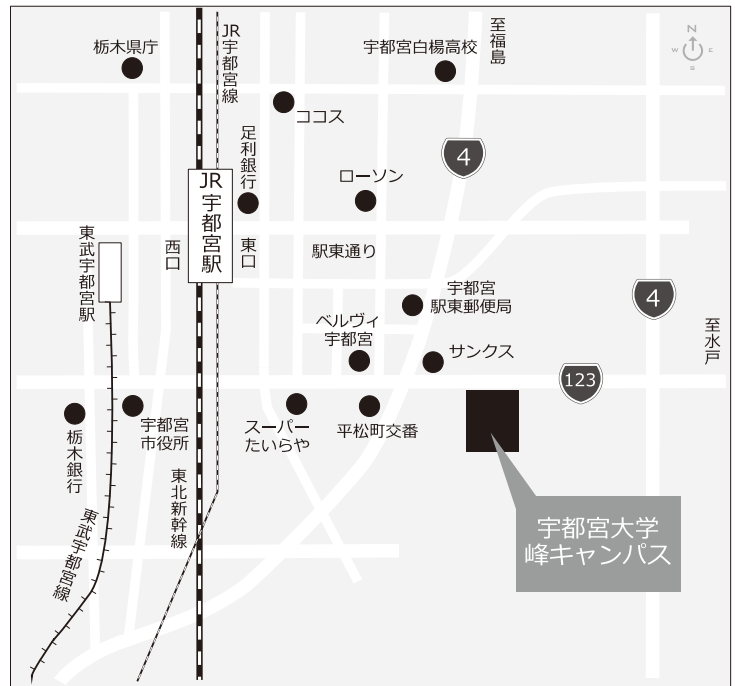 栃木県庁
JR宇都宮線
宇都宮白楊高校
至福島
N
W
E
S
ココス
足利銀行
4
ローソン
JR宇都宮駅
東武宇都宮駅
西口
東口
駅東通り
宇都宮
駅東郵便局
4
ベルヴィ
宇都宮
サンクス
至水戸
123
宇都宮
市役所
栃木銀行
スーパー
たいらや
平松町交番
東北新幹線
東武宇都宮線
宇都宮大学
峰キャンパス